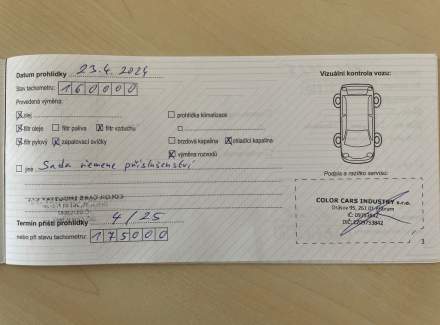 Datum prohlídky 23.4. 2024
Stav tachometru: 160000
Provedená výměna:
olej
prohlídka klimatizace
filtr oleje filtr paliva filtr vzduchu
filtr pylový zapalovací svíčky
brzdová kapalina chladící kapalina
výměna rozvodů
jiné Sada řemene příslušenství
Termín příští prohlídky 4/25
nebo při stavu tachometru: 175000
Vizuální kontrola vozu:
Podpis a razítko servisu:
COLOR CARS INDUSTRY s.r.o.
3